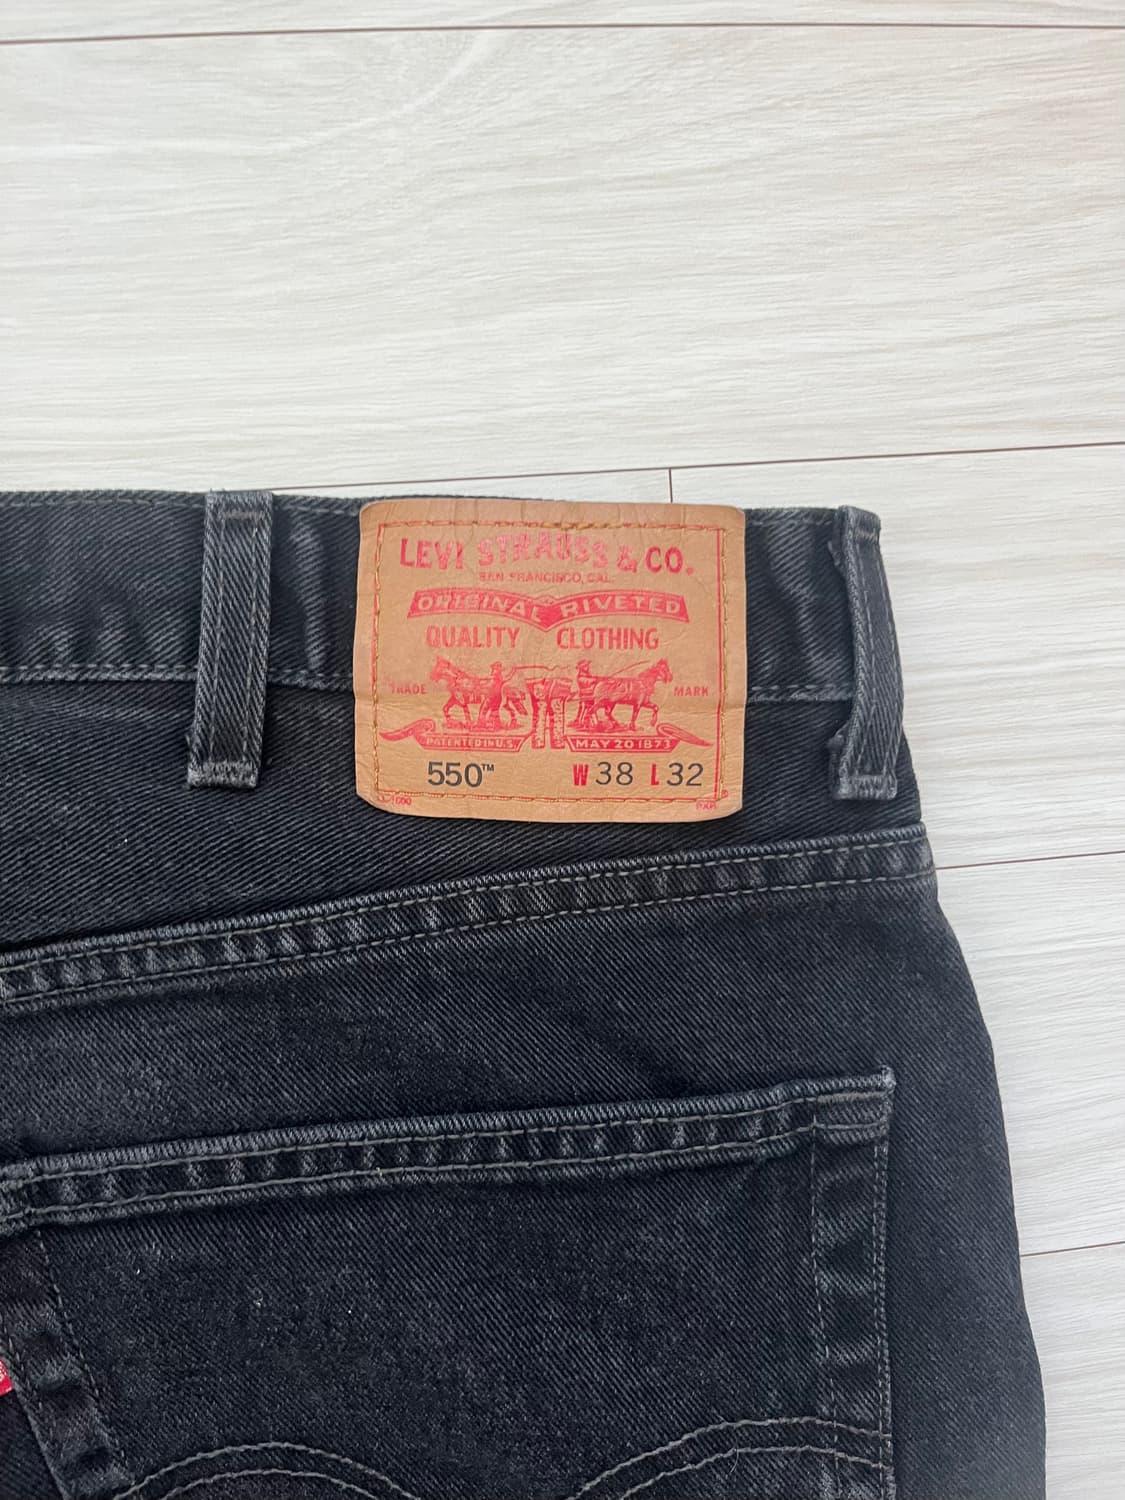 LEVI STRAUSS & CO.
SAN FRANCISCO, CAL.
ORIGINAL RIVETED
QUALITY CLOTHING
TRADE MARK
PATENTED IN U.S. MAY 20 1873
550™ W 38 L 32